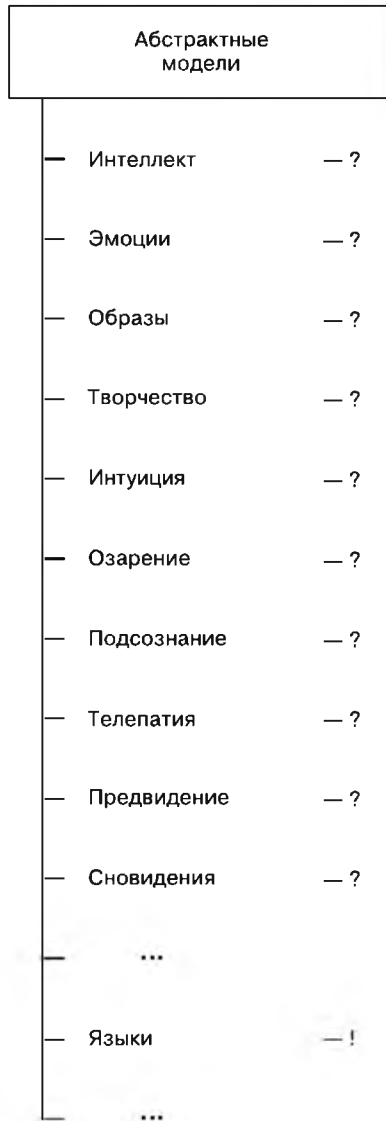 Абстрактные
модели
Интеллект — ?
Эмоции — ?
Образы — ?
Творчество — ?
Интуиция — ?
Озарение — ?
Подсознание — ?
Телепатия — ?
Предвидение — ?
Сновидения — ?
...
Языки — !
...